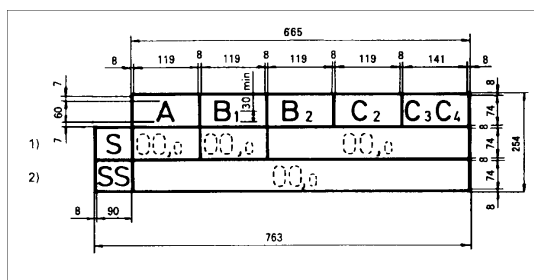 665
8 119 8 119 8 119 8 119 8 141 8
7 60 7
A B1 30 min B2 C2 C3 C4
8 74 8 74 8 74 8
254
1) S 00,0 00,0 00,0
2) SS 00,0
8 90
763